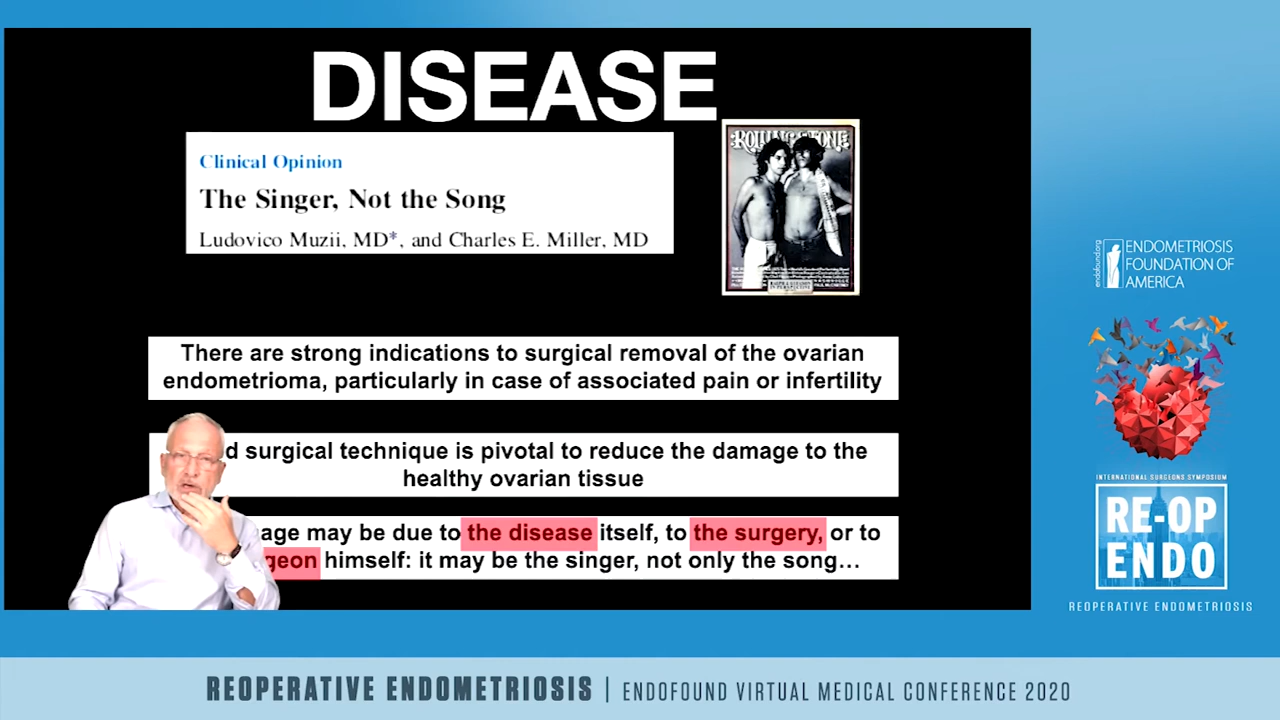 DISEASE
Clinical Opinion
The Singer, Not the Song
Ludovico Muzii, MD*, and Charles E. Miller, MD
ROLLING STONE
There are strong indications to surgical removal of the ovarian
endometrioma, particularly in case of associated pain or infertility
d surgical technique is pivotal to reduce the damage to the
healthy ovarian tissue
age may be due to the disease itself, to the surgery, or to
geon himself: it may be the singer, not only the song...
endofound.org
ENDOMETRIOSIS
FOUNDATION OF
AMERICA
INTERNATIONAL SURGEONS SYMPOSIUM
RE-OP
ENDO
REOPERATIVE ENDOMETRIOSIS
REOPERATIVE ENDOMETRIOSIS | ENDOFOUND VIRTUAL MEDICAL CONFERENCE 2020